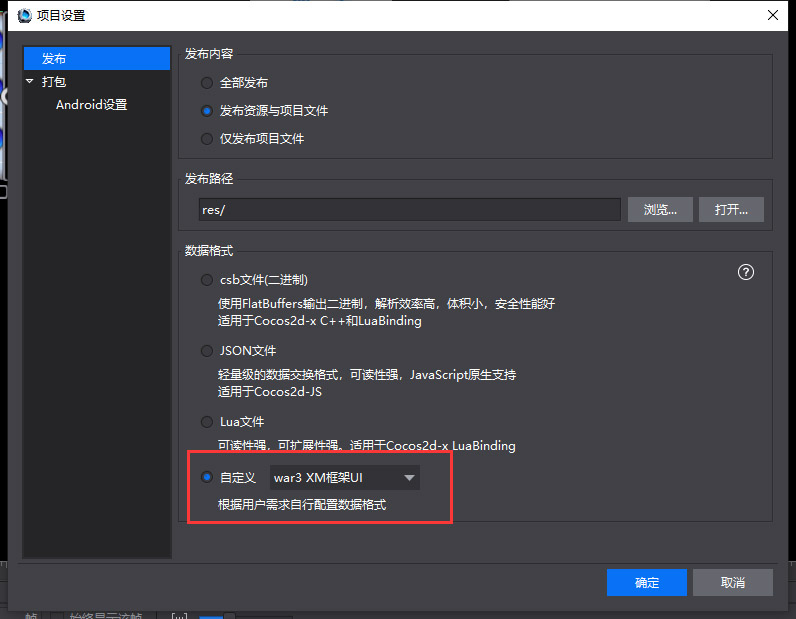 项目设置
发布
打包
Android设置
发布内容
全部发布
发布资源与项目文件
仅发布项目文件
发布路径
res/
浏览...
打开...
数据格式
?
csb文件(二进制)
使用FlatBuffers输出二进制，解析效率高，体积小，安全性能好
适用于Cocos2d-x C++和LuaBinding
JSON文件
轻量级的数据交换格式，可读性强，JavaScript原生支持
适用于Cocos2d-JS
Lua文件
可读性强，可扩展性强。适用于Cocos2d-x LuaBinding
自定义 war3 XM框架UI
根据用户需求自行配置数据格式
确定
取消
始终显示该帧